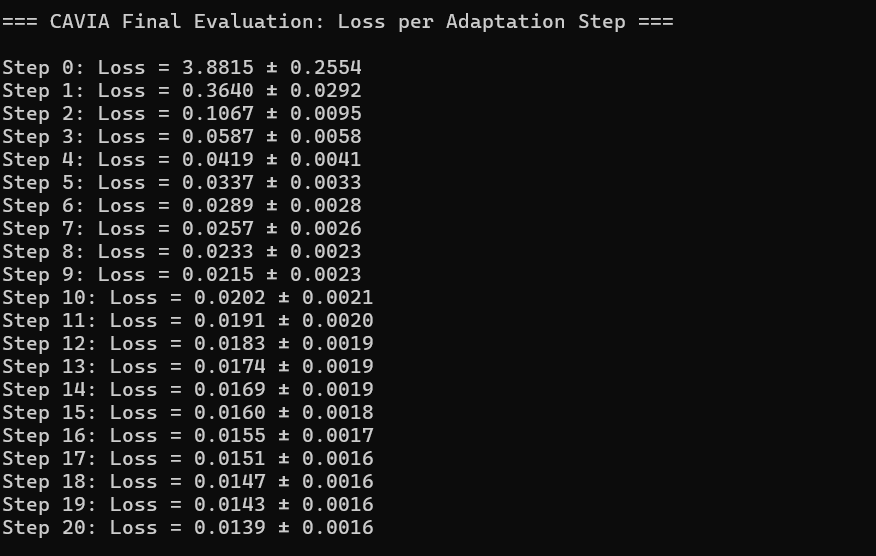 === CAVIA Final Evaluation: Loss per Adaptation Step ===
Step 0: Loss = 3.8815 ± 0.2554
Step 1: Loss = 0.3640 ± 0.0292
Step 2: Loss = 0.1067 ± 0.0095
Step 3: Loss = 0.0587 ± 0.0058
Step 4: Loss = 0.0419 ± 0.0041
Step 5: Loss = 0.0337 ± 0.0033
Step 6: Loss = 0.0289 ± 0.0028
Step 7: Loss = 0.0257 ± 0.0026
Step 8: Loss = 0.0233 ± 0.0023
Step 9: Loss = 0.0215 ± 0.0023
Step 10: Loss = 0.0202 ± 0.0021
Step 11: Loss = 0.0191 ± 0.0020
Step 12: Loss = 0.0183 ± 0.0019
Step 13: Loss = 0.0174 ± 0.0019
Step 14: Loss = 0.0169 ± 0.0019
Step 15: Loss = 0.0160 ± 0.0018
Step 16: Loss = 0.0155 ± 0.0017
Step 17: Loss = 0.0151 ± 0.0016
Step 18: Loss = 0.0147 ± 0.0016
Step 19: Loss = 0.0143 ± 0.0016
Step 20: Loss = 0.0139 ± 0.0016